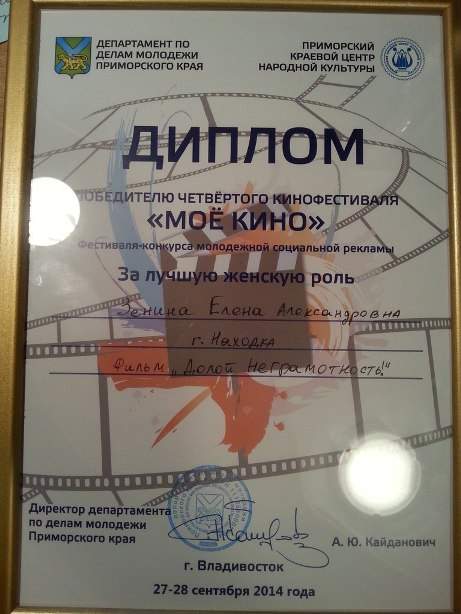 ДЕПАРТАМЕНТ ПО
ДЕЛАМ МОЛОДЕЖИ
ПРИМОРСКОГО КРАЯ
ПРИМОРСКИЙ
КРАЕВОЙ ЦЕНТР
НАРОДНОЙ КУЛЬТУРЫ
ДИПЛОМ
ПОБЕДИТЕЛЮ ЧЕТВЁРТОГО КИНОФЕСТИВАЛЯ
«МОЁ КИНО»
Фестиваля-конкурса молодежной социальной рекламы
За лучшую женскую роль
Зенина Елена Александровна
г. Находка
Фильм „Долой Неграмотность!"
Директор департамента
по делам молодежи
Приморского края
А. Ю. Кайданович
г. Владивосток
27-28 сентября 2014 года